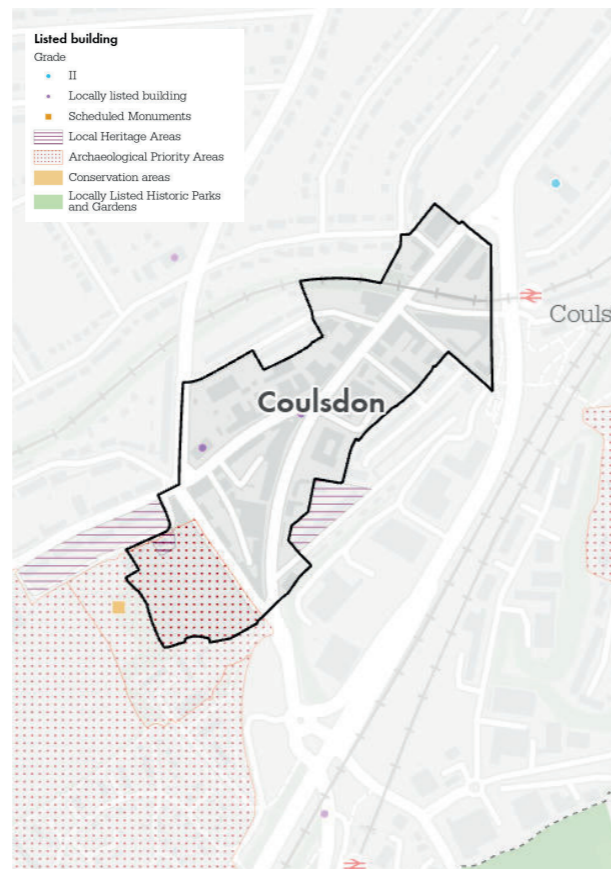 Listed building
Grade
II
Locally listed building
Scheduled Monuments
Local Heritage Areas
Archaeological Priority Areas
Conservation areas
Locally Listed Historic Parks
and Gardens
Couls
Coulsdon